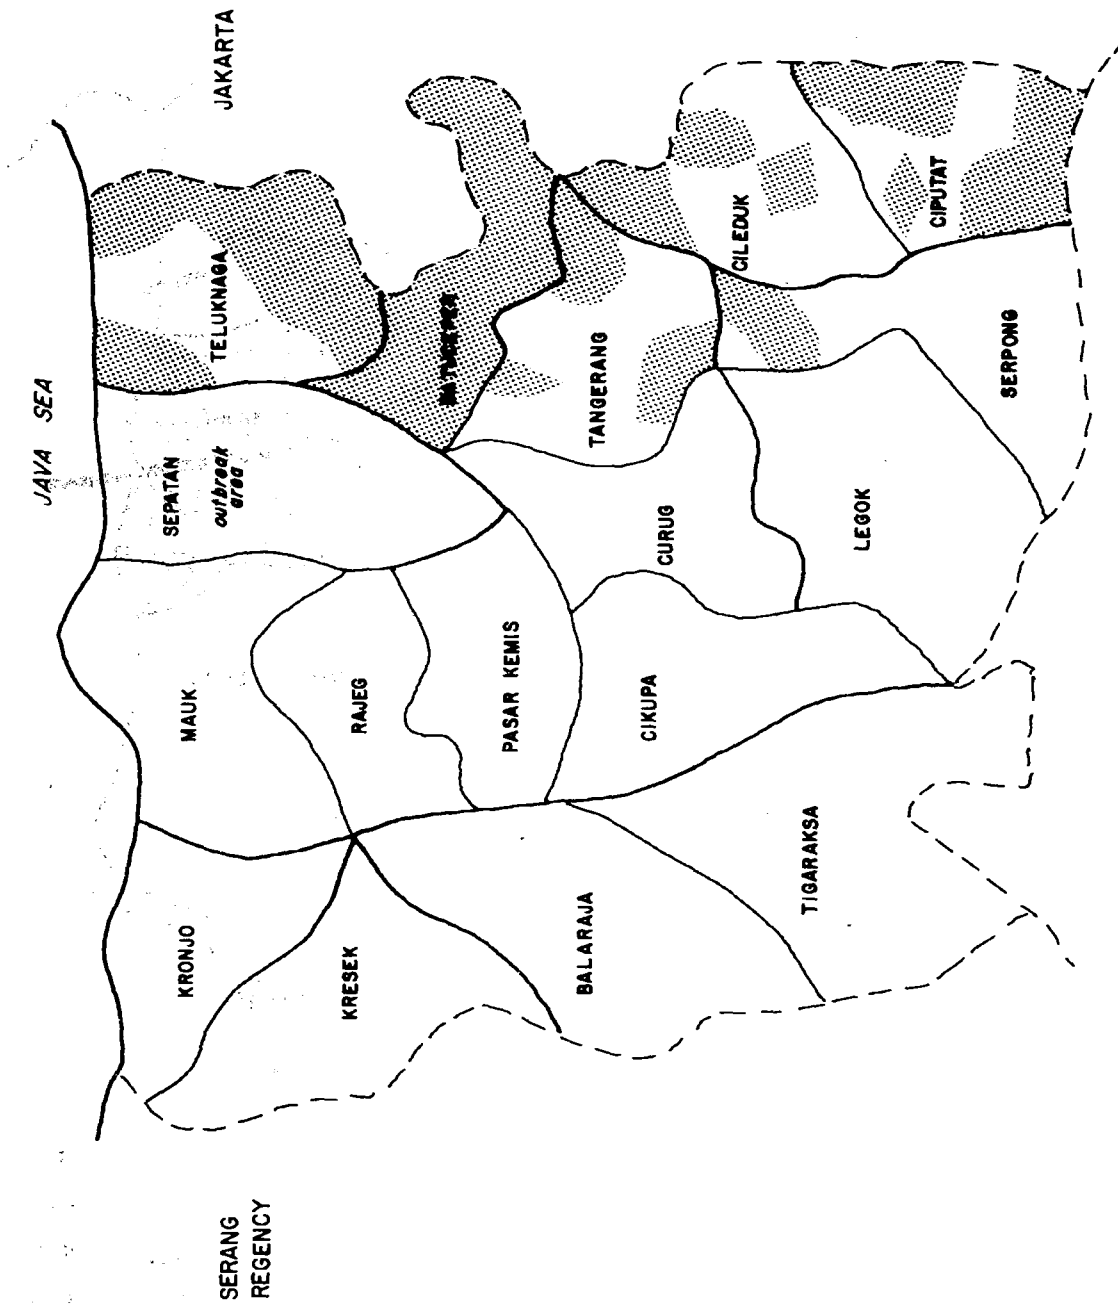 JAVA SEA
JAKARTA
SERANG
REGENCY
KRONJO
MAUK
SEPATAN
outbreak
area
TELUKNAGA
KRESEK
RAJEG
PASAR KEMIS
BATUCEPER
BALARAJA
CIKUPA
CURUG
TANGERANG
CILEDUK
TIGARAKSA
LEGOK
SERPONG
CIPUTAT